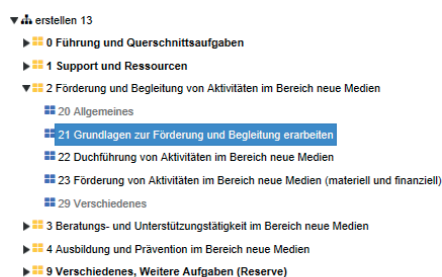 erstellen 13
0 Führung und Querschnittsaufgaben
1 Support und Ressourcen
2 Förderung und Begleitung von Aktivitäten im Bereich neue Medien
20 Allgemeines
21 Grundlagen zur Förderung und Begleitung erarbeiten
22 Duchführung von Aktivitäten im Bereich neue Medien
23 Förderung von Aktivitäten im Bereich neue Medien (materiell und finanziell)
29 Verschiedenes
3 Beratungs- und Unterstützungstätigkeit im Bereich neue Medien
4 Ausbildung und Prävention im Bereich neue Medien
9 Verschiedenes, Weitere Aufgaben (Reserve)